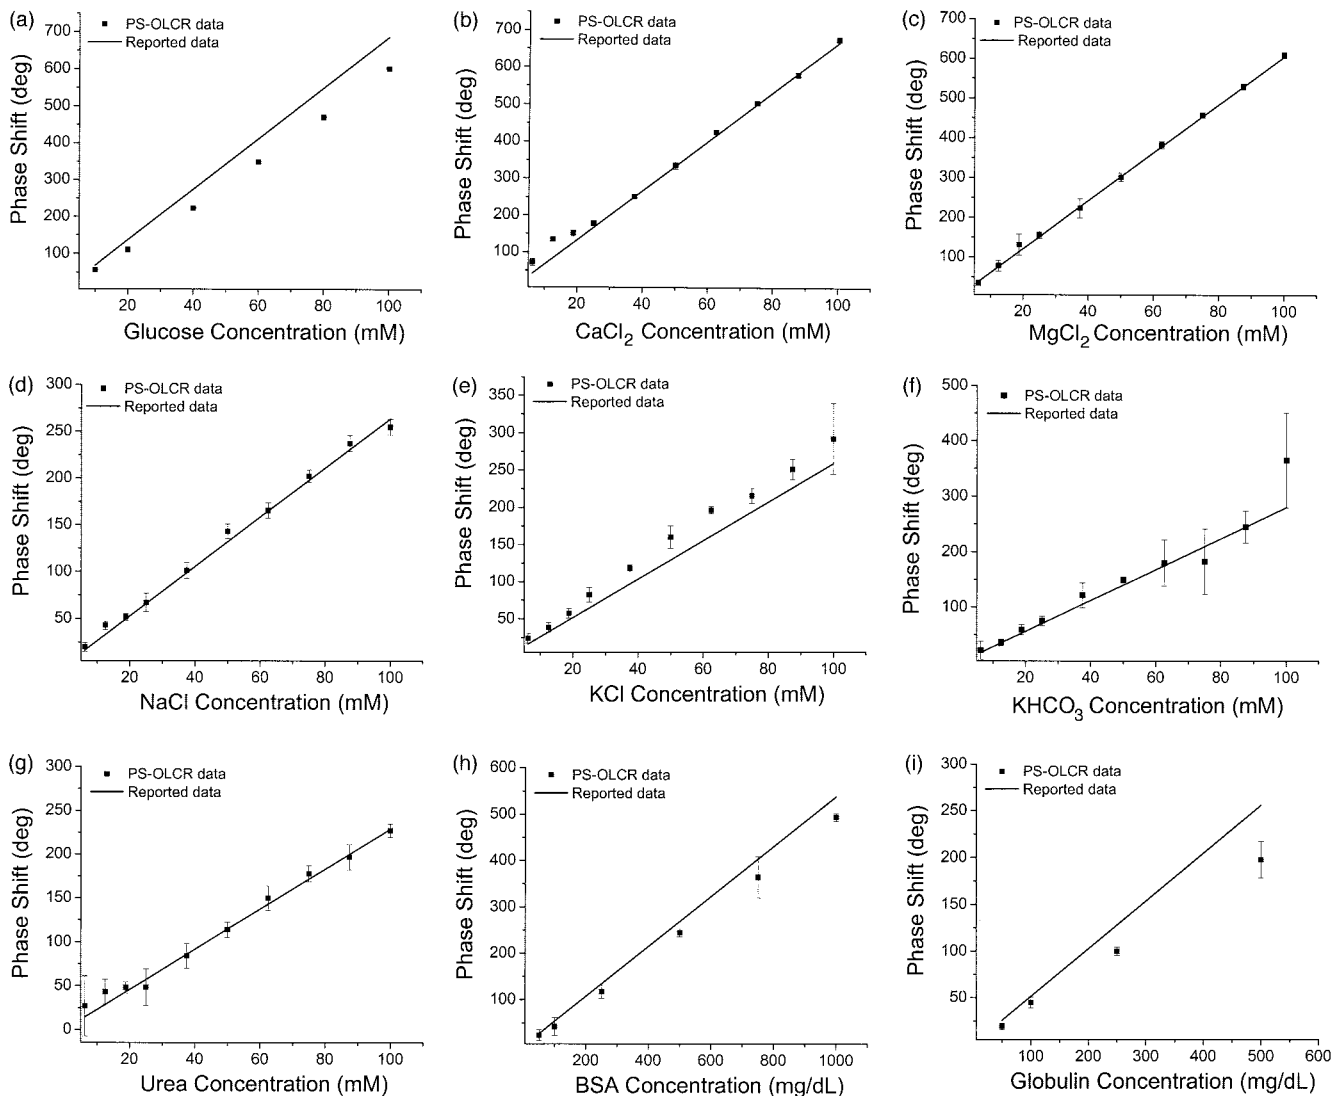 (a)
PS-OLCR data
Reported data
Phase Shift (deg)
700
600
500
400
300
200
100
20
40
60
80
100
Glucose Concentration (mM)
(b)
PS-OLCR data
Reported data
Phase Shift (deg)
700
600
500
400
300
200
100
20
40
60
80
100
CaCl2 Concentration (mM)
(c)
PS-OLCR data
Reported data
Phase Shift (deg)
700
600
500
400
300
200
100
20
40
60
80
100
MgCl2 Concentration (mM)
(d)
PS-OLCR data
Reported data
Phase Shift (deg)
300
250
200
150
100
50
20
40
60
80
100
NaCl Concentration (mM)
(e)
PS-OLCR data
Reported data
Phase Shift (deg)
350
300
250
200
150
100
50
20
40
60
80
100
KCl Concentration (mM)
(f)
PS-OLCR data
Reported data
Phase Shift (deg)
500
400
300
200
100
20
40
60
80
100
KHCO3 Concentration (mM)
(g)
PS-OLCR data
Reported data
Phase Shift (deg)
300
250
200
150
100
50
0
20
40
60
80
100
Urea Concentration (mM)
(h)
PS-OLCR data
Reported data
Phase Shift (deg)
600
500
400
300
200
100
0
200
400
600
800
1000
BSA Concentration (mg/dL)
(i)
PS-OLCR data
Reported data
Phase Shift (deg)
300
250
200
150
100
50
0
100
200
300
400
500
600
Globulin Concentration (mg/dL)